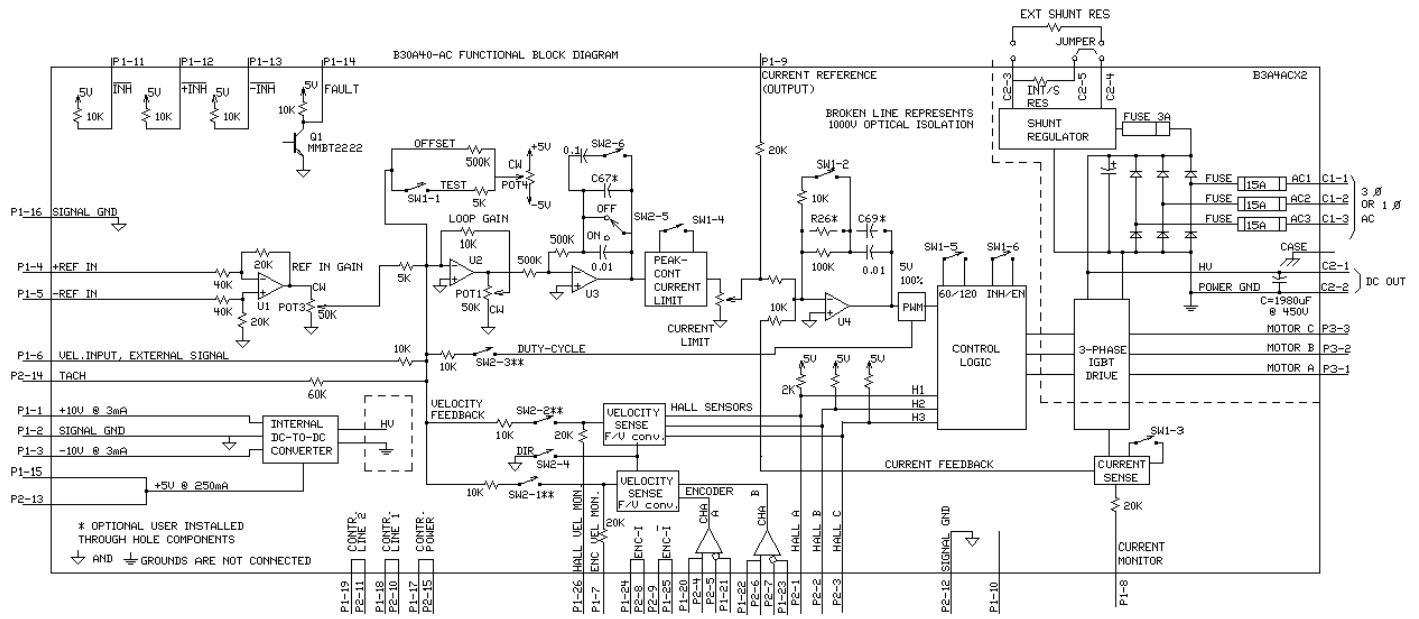 EXT SHUNT RES
JUMPER
B30A40-AC FUNCTIONAL BLOCK DIAGRAM
B3A4ACX2
P1-11
INH
P1-12
+INH
P1-13
-INH
P1-14
FAULT
P1-9
CURRENT REFERENCE
(OUTPUT)
C2-3
C2-5
C2-4
INT/S
RES
5V
10K
5V
10K
5V
10K
5V
10K
Q1
MMBT2222
BROKEN LINE REPRESENTS
1000V OPTICAL ISOLATION
SHUNT
REGULATOR
FUSE 3A
+
OFFSET
500K
SW1-1
TEST
5K
CW
POT4
+5V
-5V
0.1
SW2-6
C67*
OFF
ON
SW2-5
0.01
20K
SW1-2
10K
R26*
C69*
100K
0.01
FUSE
15A
AC1
C1-1
FUSE
15A
AC2
C1-2
FUSE
15A
AC3
C1-3
3 Ø
OR 1 Ø
AC
P1-16
SIGNAL GND
P1-4
+REF IN
P1-5
-REF IN
40K
40K
20K
20K
U1
REF IN GAIN
CW
POT3
50K
5K
LOOP GAIN
10K
U2
POT1
50K
CW
500K
500K
U3
SW1-4
PEAK-
CONT
CURRENT
LIMIT
CURRENT
LIMIT
10K
U4
5V
100%
PWM
SW1-5
SW1-6
60/120
INH/EN
CONTROL
LOGIC
CASE
HV
C2-1
POWER GND
C2-2
DC OUT
C=1980uF
@ 450V
P1-6
VEL.INPUT, EXTERNAL SIGNAL
10K
10K
SW2-3**
DUTY-CYCLE
3-PHASE
IGBT
DRIVE
MOTOR C
P3-3
MOTOR B
P3-2
MOTOR A
P3-1
P2-14
TACH
60K
5V
5V
5V
2K
H1
H2
H3
P1-1
+10V @ 3mA
P1-2
SIGNAL GND
P1-3
-10V @ 3mA
P1-15
P2-13
+5V @ 250mA
INTERNAL
DC-TO-DC
CONVERTER
HV
VELOCITY
FEEDBACK
10K
SW2-2**
20K
VELOCITY
SENSE
F/V conv.
HALL SENSORS
DIR
SW2-4
10K
SW2-1**
20K
VELOCITY
SENSE
F/V conv.
ENCODER
CHA
A
CHA
B
CURRENT FEEDBACK
SW1-3
CURRENT
SENSE
20K
CURRENT
MONITOR
* OPTIONAL USER INSTALLED
THROUGH HOLE COMPONENTS
AND
GROUNDS ARE NOT CONNECTED
CONTR.
LINE 2
CONTR.
LINE 1
CONTR.
POWER
HALL VEL MON.
ENC VEL MON.
ENC-I
ENC-I
-
HALL A
HALL B
HALL C
SIGNAL GND
P1-19
P2-11
P1-18
P2-10
P1-17
P2-15
P1-26
P1-7
P1-24
P2-8
P2-9
P1-25
P1-20
P2-4
P2-5
P1-21
P1-22
P2-6
P2-7
P1-23
P2-1
P2-2
P2-3
P2-12
P1-10
P1-8